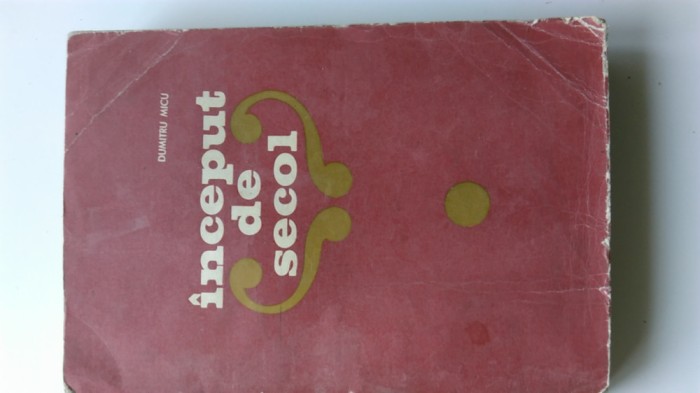 DUMITRU MICU
început
de
secol